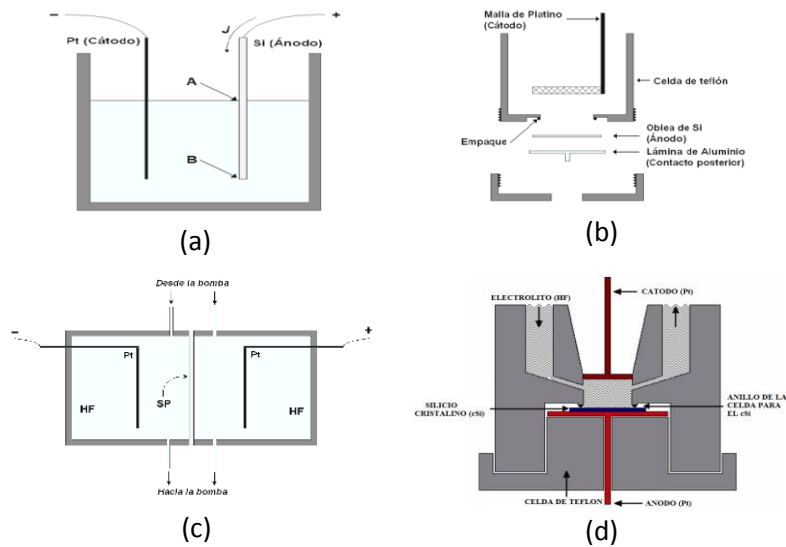 –
+
Pt (Cátodo)
J
Si (Ánodo)
A
B
(a)
Malla de Platino
(Cátodo)
Celda de teflón
Empaque
Oblea de Si
(Ánodo)
Lámina de Aluminio
(Contacto posterior)
(b)
Desde la bomba
–
+
Pt
Pt
SP
HF
HF
Hacia la bomba
(c)
ELECTROLITO (HF)
CATODO (Pt)
SILICIO
CRISTALINO (cSi)
ANILLO DE LA
CELDA PARA
EL cSi
CELDA DE TEFLON
ANODO (Pt)
(d)